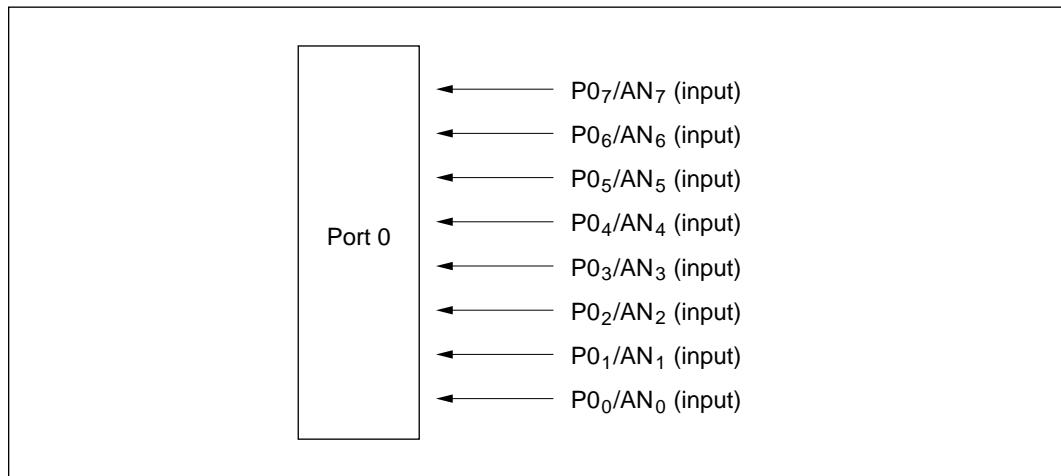 P0₇/AN₇ (input)
P0₆/AN₆ (input)
P0₅/AN₅ (input)
P0₄/AN₄ (input)
Port 0
P0₃/AN₃ (input)
P0₂/AN₂ (input)
P0₁/AN₁ (input)
P0₀/AN₀ (input)